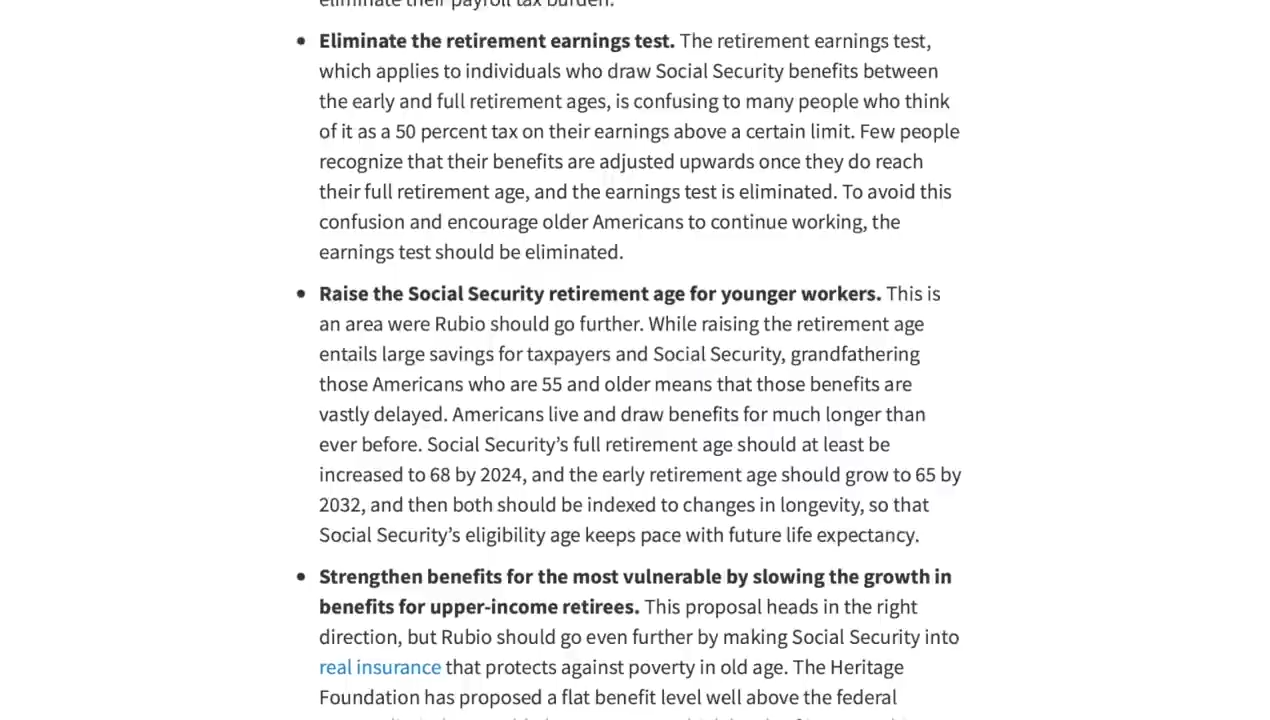 eliminate their payroll tax burden.
• Eliminate the retirement earnings test. The retirement earnings test,
which applies to individuals who draw Social Security benefits between
the early and full retirement ages, is confusing to many people who think
of it as a 50 percent tax on their earnings above a certain limit. Few people
recognize that their benefits are adjusted upwards once they do reach
their full retirement age, and the earnings test is eliminated. To avoid this
confusion and encourage older Americans to continue working, the
earnings test should be eliminated.
• Raise the Social Security retirement age for younger workers. This is
an area were Rubio should go further. While raising the retirement age
entails large savings for taxpayers and Social Security, grandfathering
those Americans who are 55 and older means that those benefits are
vastly delayed. Americans live and draw benefits for much longer than
ever before. Social Security’s full retirement age should at least be
increased to 68 by 2024, and the early retirement age should grow to 65 by
2032, and then both should be indexed to changes in longevity, so that
Social Security’s eligibility age keeps pace with future life expectancy.
• Strengthen benefits for the most vulnerable by slowing the growth in
benefits for upper-income retirees. This proposal heads in the right
direction, but Rubio should go even further by making Social Security into
real insurance that protects against poverty in old age. The Heritage
Foundation has proposed a flat benefit level well above the federal